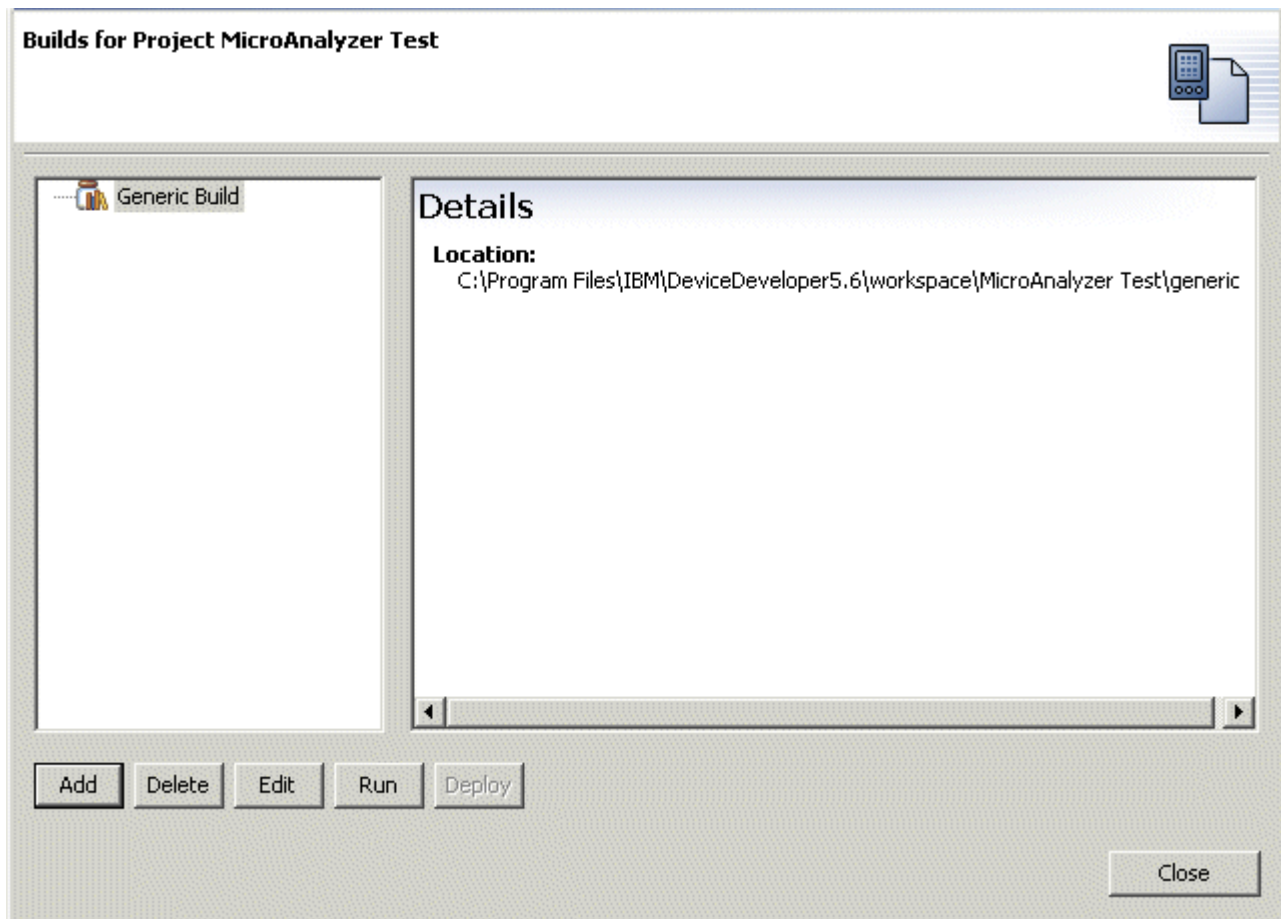 Builds for Project MicroAnalyzer Test
Generic Build
Details
Location:
C:\Program Files\IBM\DeviceDeveloper5.6\workspace\MicroAnalyzer Test\generic
Add Delete Edit Run Deploy
Close